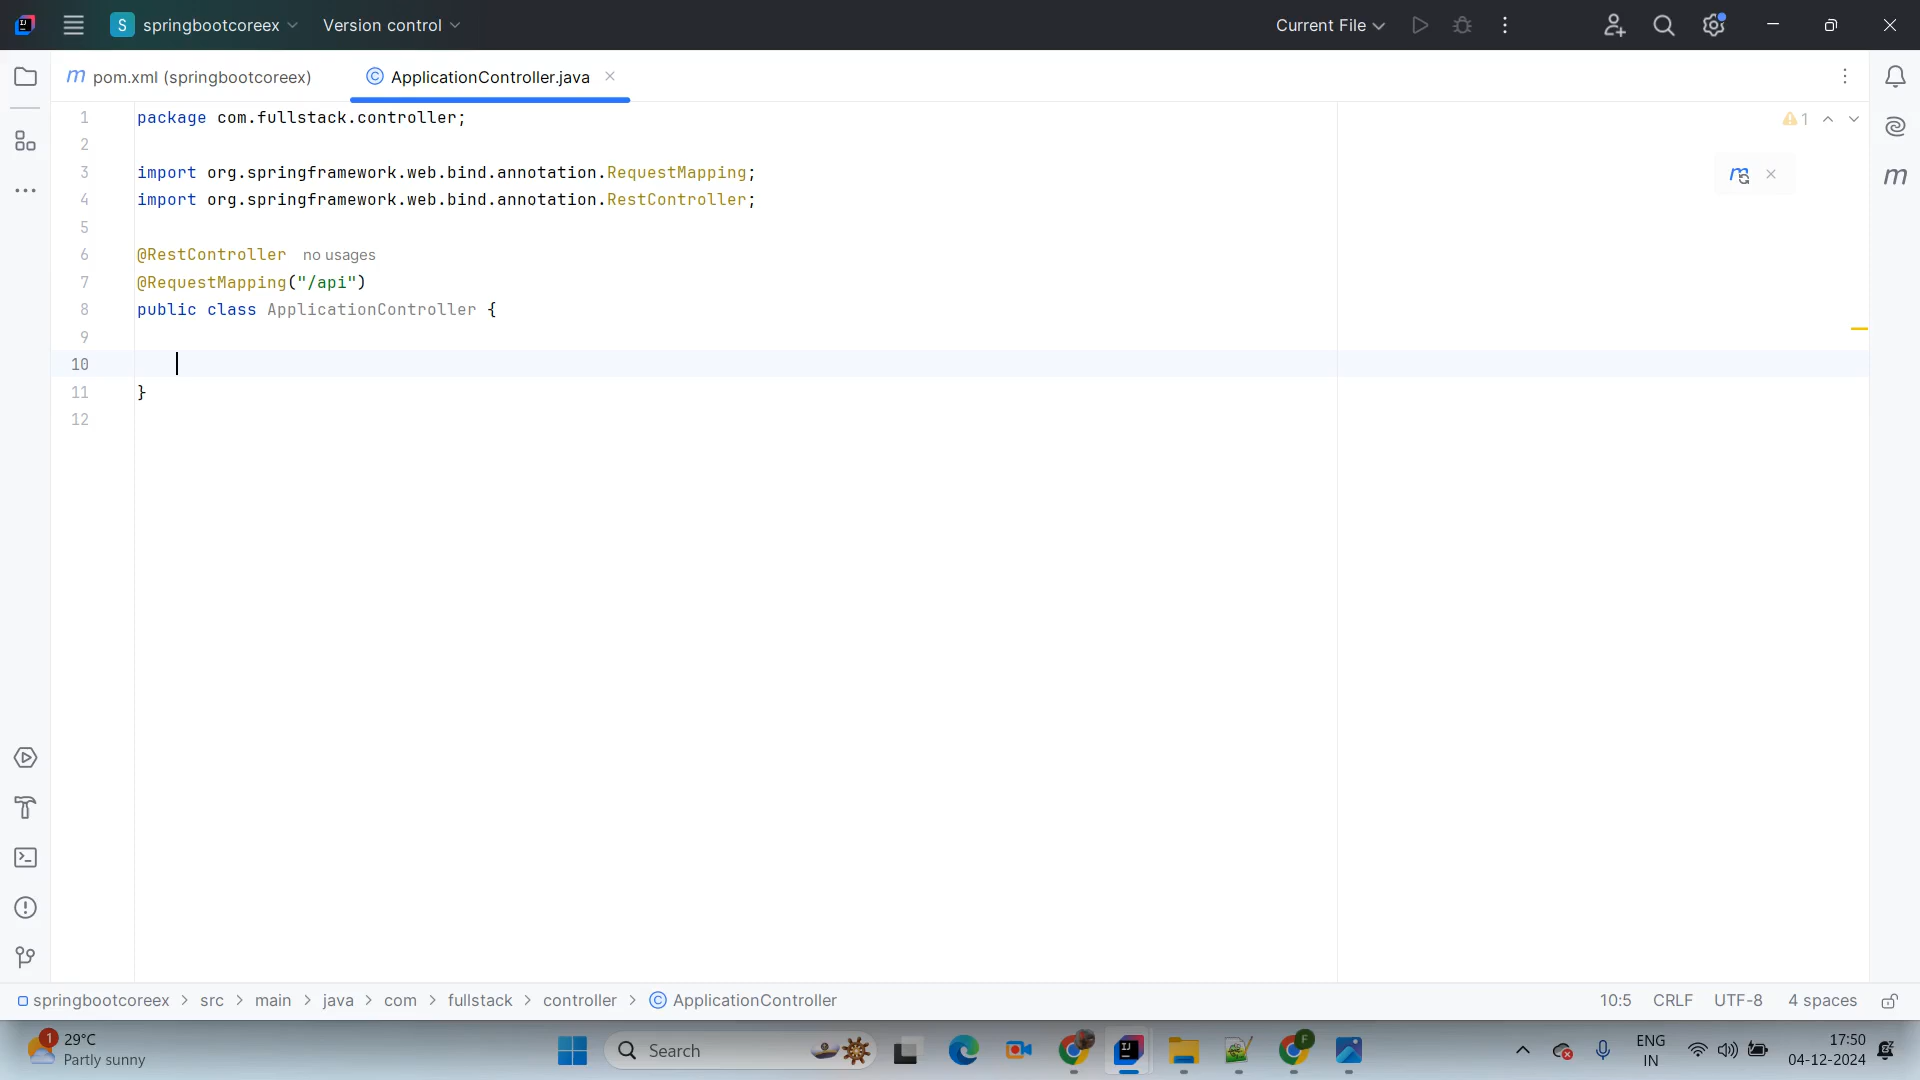 S springbootcoreex Version control Current File
m pom.xml (springbootcoreex) ApplicationController.java
1 package com.fullstack.controller; 1
2
3 import org.springframework.web.bind.annotation.RequestMapping;
4 import org.springframework.web.bind.annotation.RestController;
5
6 @RestController no usages
7 @RequestMapping("/api")
8 public class ApplicationController {
9
10
11 }
12
springbootcoreex > src > main > java > com > fullstack > controller > ApplicationController 10:5 CRLF UTF-8 4 spaces
1 29°C
Partly sunny
Search
ENG
IN
17:50
04-12-2024